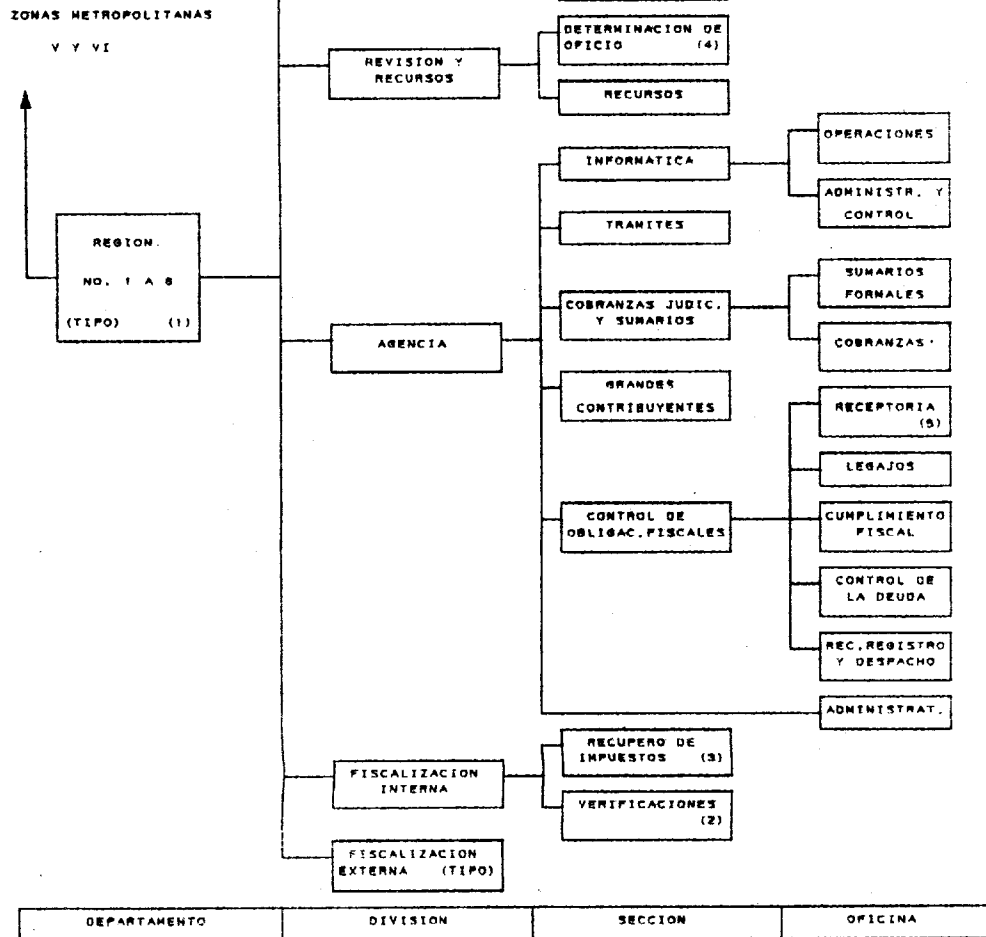 ZONAS METROPOLITANAS
V Y VI
DETERMINACION DE
OFICIO (4)
REVISION Y
RECURSOS
RECURSOS
OPERACIONES
INFORMATICA
ADMINISTR. Y
CONTROL
TRAMITES
REGION.
NO. 1 A 8
(TIPO) (1)
SUMARIOS
FORMALES
COBRANZAS JUDIC.
Y SUMARIOS
COBRANZAS
AGENCIA
GRANDES
CONTRIBUYENTES
RECEPTORIA
(5)
LEGAJOS
CONTROL DE
OBLIGAC.FISCALES
CUMPLIMIENTO
FISCAL
CONTROL DE
LA DEUDA
REC.REGISTRO
Y DESPACHO
ADMINISTRAT.
RECUPERO DE
IMPUESTOS (3)
FISCALIZACION
INTERNA
VERIFICACIONES
(2)
FISCALIZACION
EXTERNA (TIPO)
DEPARTAMENTO DIVISION SECCION OFICINA